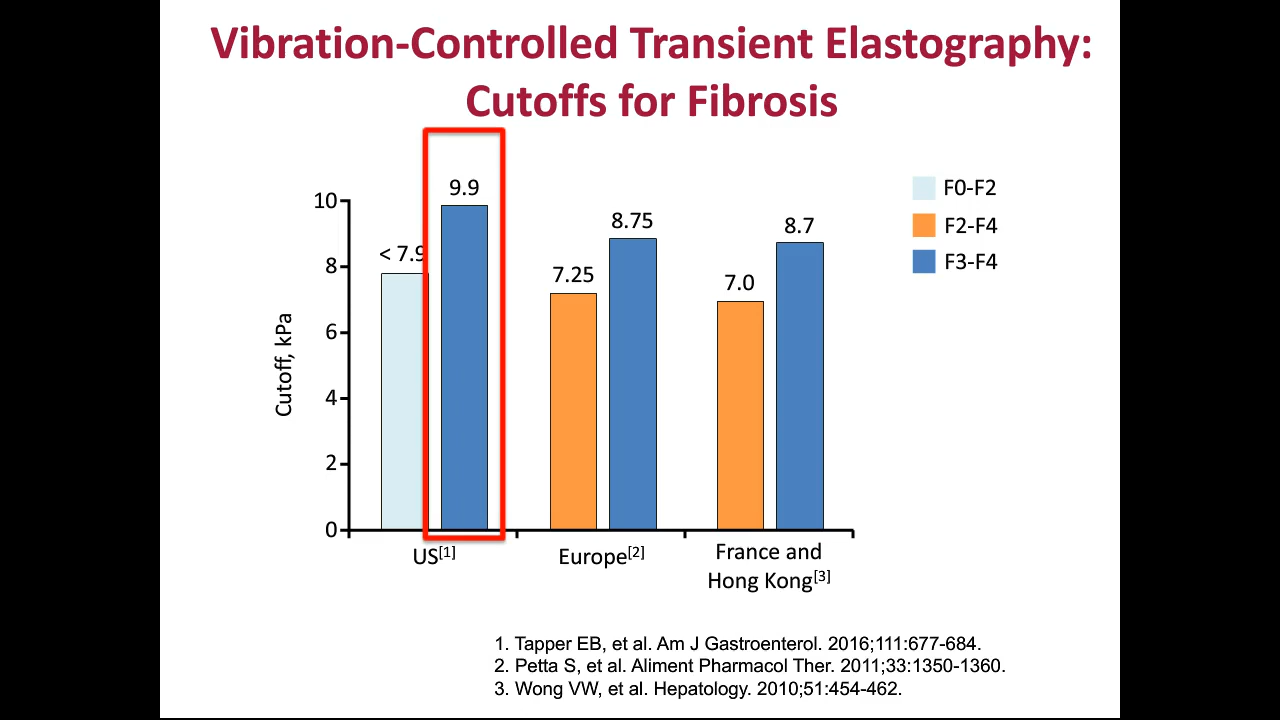 Vibration-Controlled Transient Elastography:
Cutoffs for Fibrosis
9.9
< 7.9
8.75
7.25
8.7
7.0
10
8
6
4
2
0
Cutoff, kPa
F0-F2
F2-F4
F3-F4
US[1]
Europe[2]
France and
Hong Kong[3]
1. Tapper EB, et al. Am J Gastroenterol. 2016;111:677-684.
2. Petta S, et al. Aliment Pharmacol Ther. 2011;33:1350-1360.
3. Wong VW, et al. Hepatology. 2010;51:454-462.